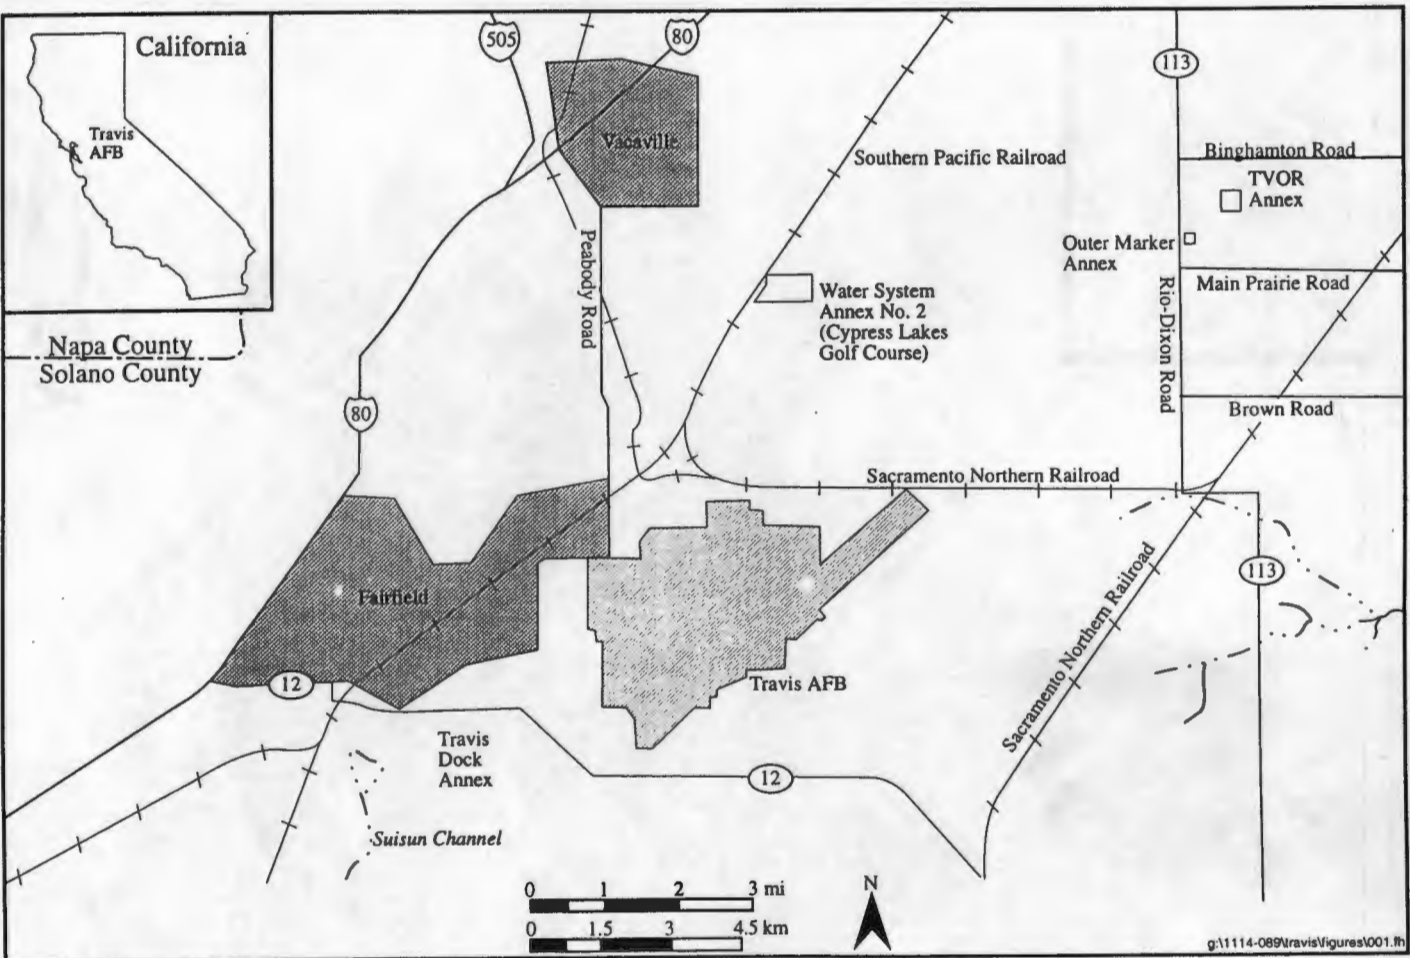 California
Travis
AFB
505
80
113
Vacaville
Southern Pacific Railroad
Binghamton Road
TVOR
Annex
Outer Marker
Annex
Peabody Road
Main Prairie Road
Rio-Dixon Road
Water System
Annex No. 2
(Cypress Lakes
Golf Course)
Napa County
Solano County
80
Brown Road
Sacramento Northern Railroad
Fairfield
113
Sacramento Northern Railroad
12
Travis AFB
Travis
Dock
Annex
12
Suisun Channel
0 1 2 3 mi
0 1.5 3 4.5 km
N
g:\1114-089\travis\figures\001.fh